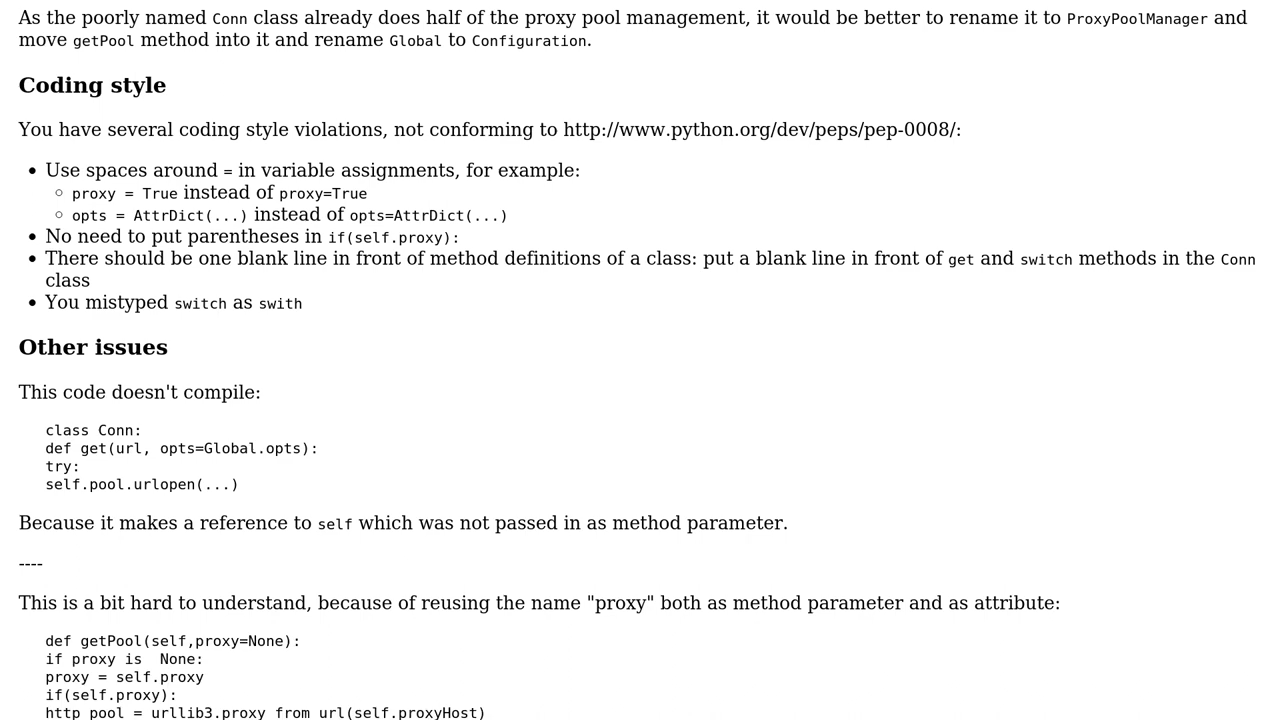 As the poorly named Conn class already does half of the proxy pool management, it would be better to rename it to ProxyPoolManager and
move getPool method into it and rename Global to Configuration.
Coding style
You have several coding style violations, not conforming to http://www.python.org/dev/peps/pep-0008/:
• Use spaces around = in variable assignments, for example:
◦ proxy = True instead of proxy=True
◦ opts = AttrDict(...) instead of opts=AttrDict(...)
• No need to put parentheses in if(self.proxy):
• There should be one blank line in front of method definitions of a class: put a blank line in front of get and switch methods in the Conn
class
• You mistyped switch as swith
Other issues
This code doesn't compile:
class Conn:
def get(url, opts=Global.opts):
try:
self.pool.urlopen(...)
Because it makes a reference to self which was not passed in as method parameter.
----
This is a bit hard to understand, because of reusing the name "proxy" both as method parameter and as attribute:
def getPool(self,proxy=None):
if proxy is  None:
proxy = self.proxy
if(self.proxy):
http_pool = urllib3.proxy_from_url(self.proxyHost)